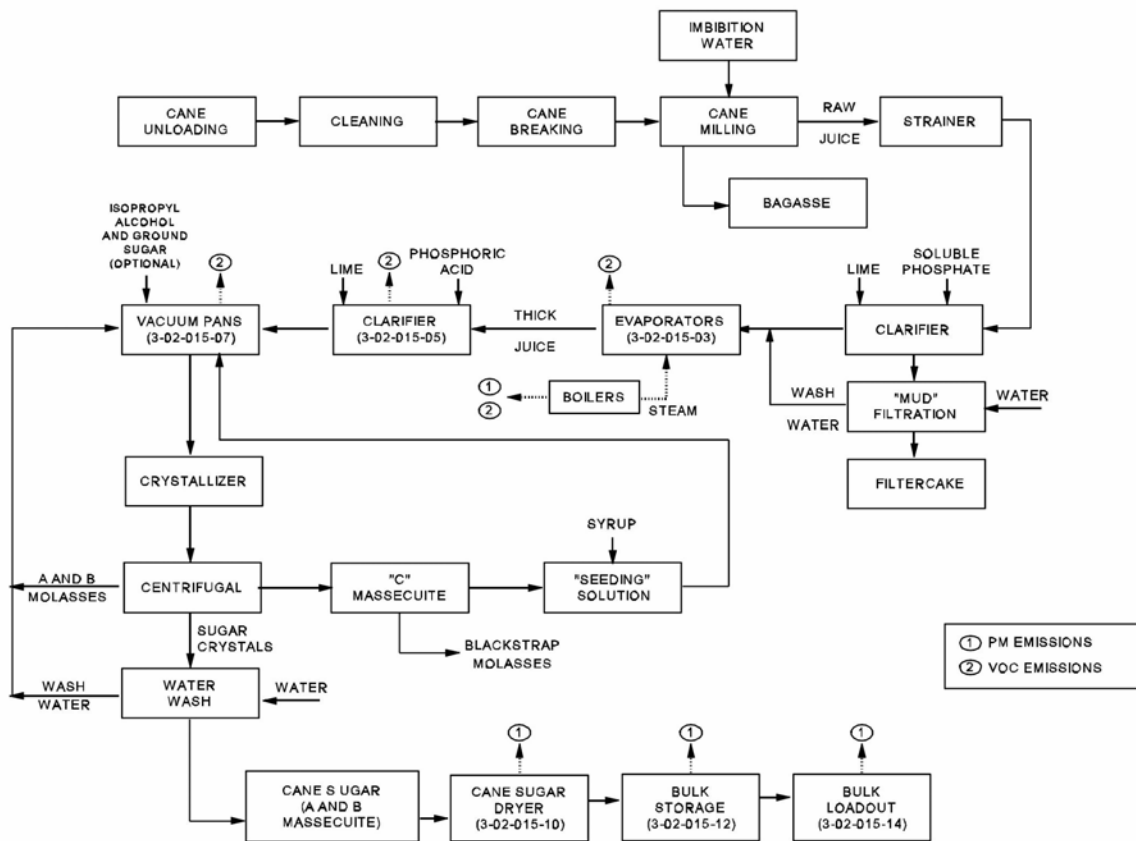 IMBIBITION
WATER
CANE
UNLOADING
CLEANING
CANE
BREAKING
CANE
MILLING
RAW
JUICE
STRAINER
BAGASSE
ISOPROPYL
ALCOHOL
AND GROUND
SUGAR
(OPTIONAL)
2
LIME
2
PHOSPHORIC
ACID
2
LIME
SOLUBLE
PHOSPHATE
VACUUM PANS
(3-02-015-07)
CLARIFIER
(3-02-015-05)
THICK
JUICE
EVAPORATORS
(3-02-015-03)
CLARIFIER
1
2
BOILERS
STEAM
WASH
WATER
"MUD"
FILTRATION
WATER
FILTERCAKE
CRYSTALLIZER
SYRUP
A AND B
MOLASSES
CENTRIFUGAL
"C"
MASSECUITE
"SEEDING"
SOLUTION
SUGAR
CRYSTALS
BLACKSTRAP
MOLASSES
1 PM EMISSIONS
2 VOC EMISSIONS
WASH
WATER
WATER
WASH
WATER
1
1
1
CANE SUGAR
(A AND B
MASSECUITE)
CANE SUGAR
DRYER
(3-02-015-10)
BULK
STORAGE
(3-02-015-12)
BULK
LOADOUT
(3-02-015-14)